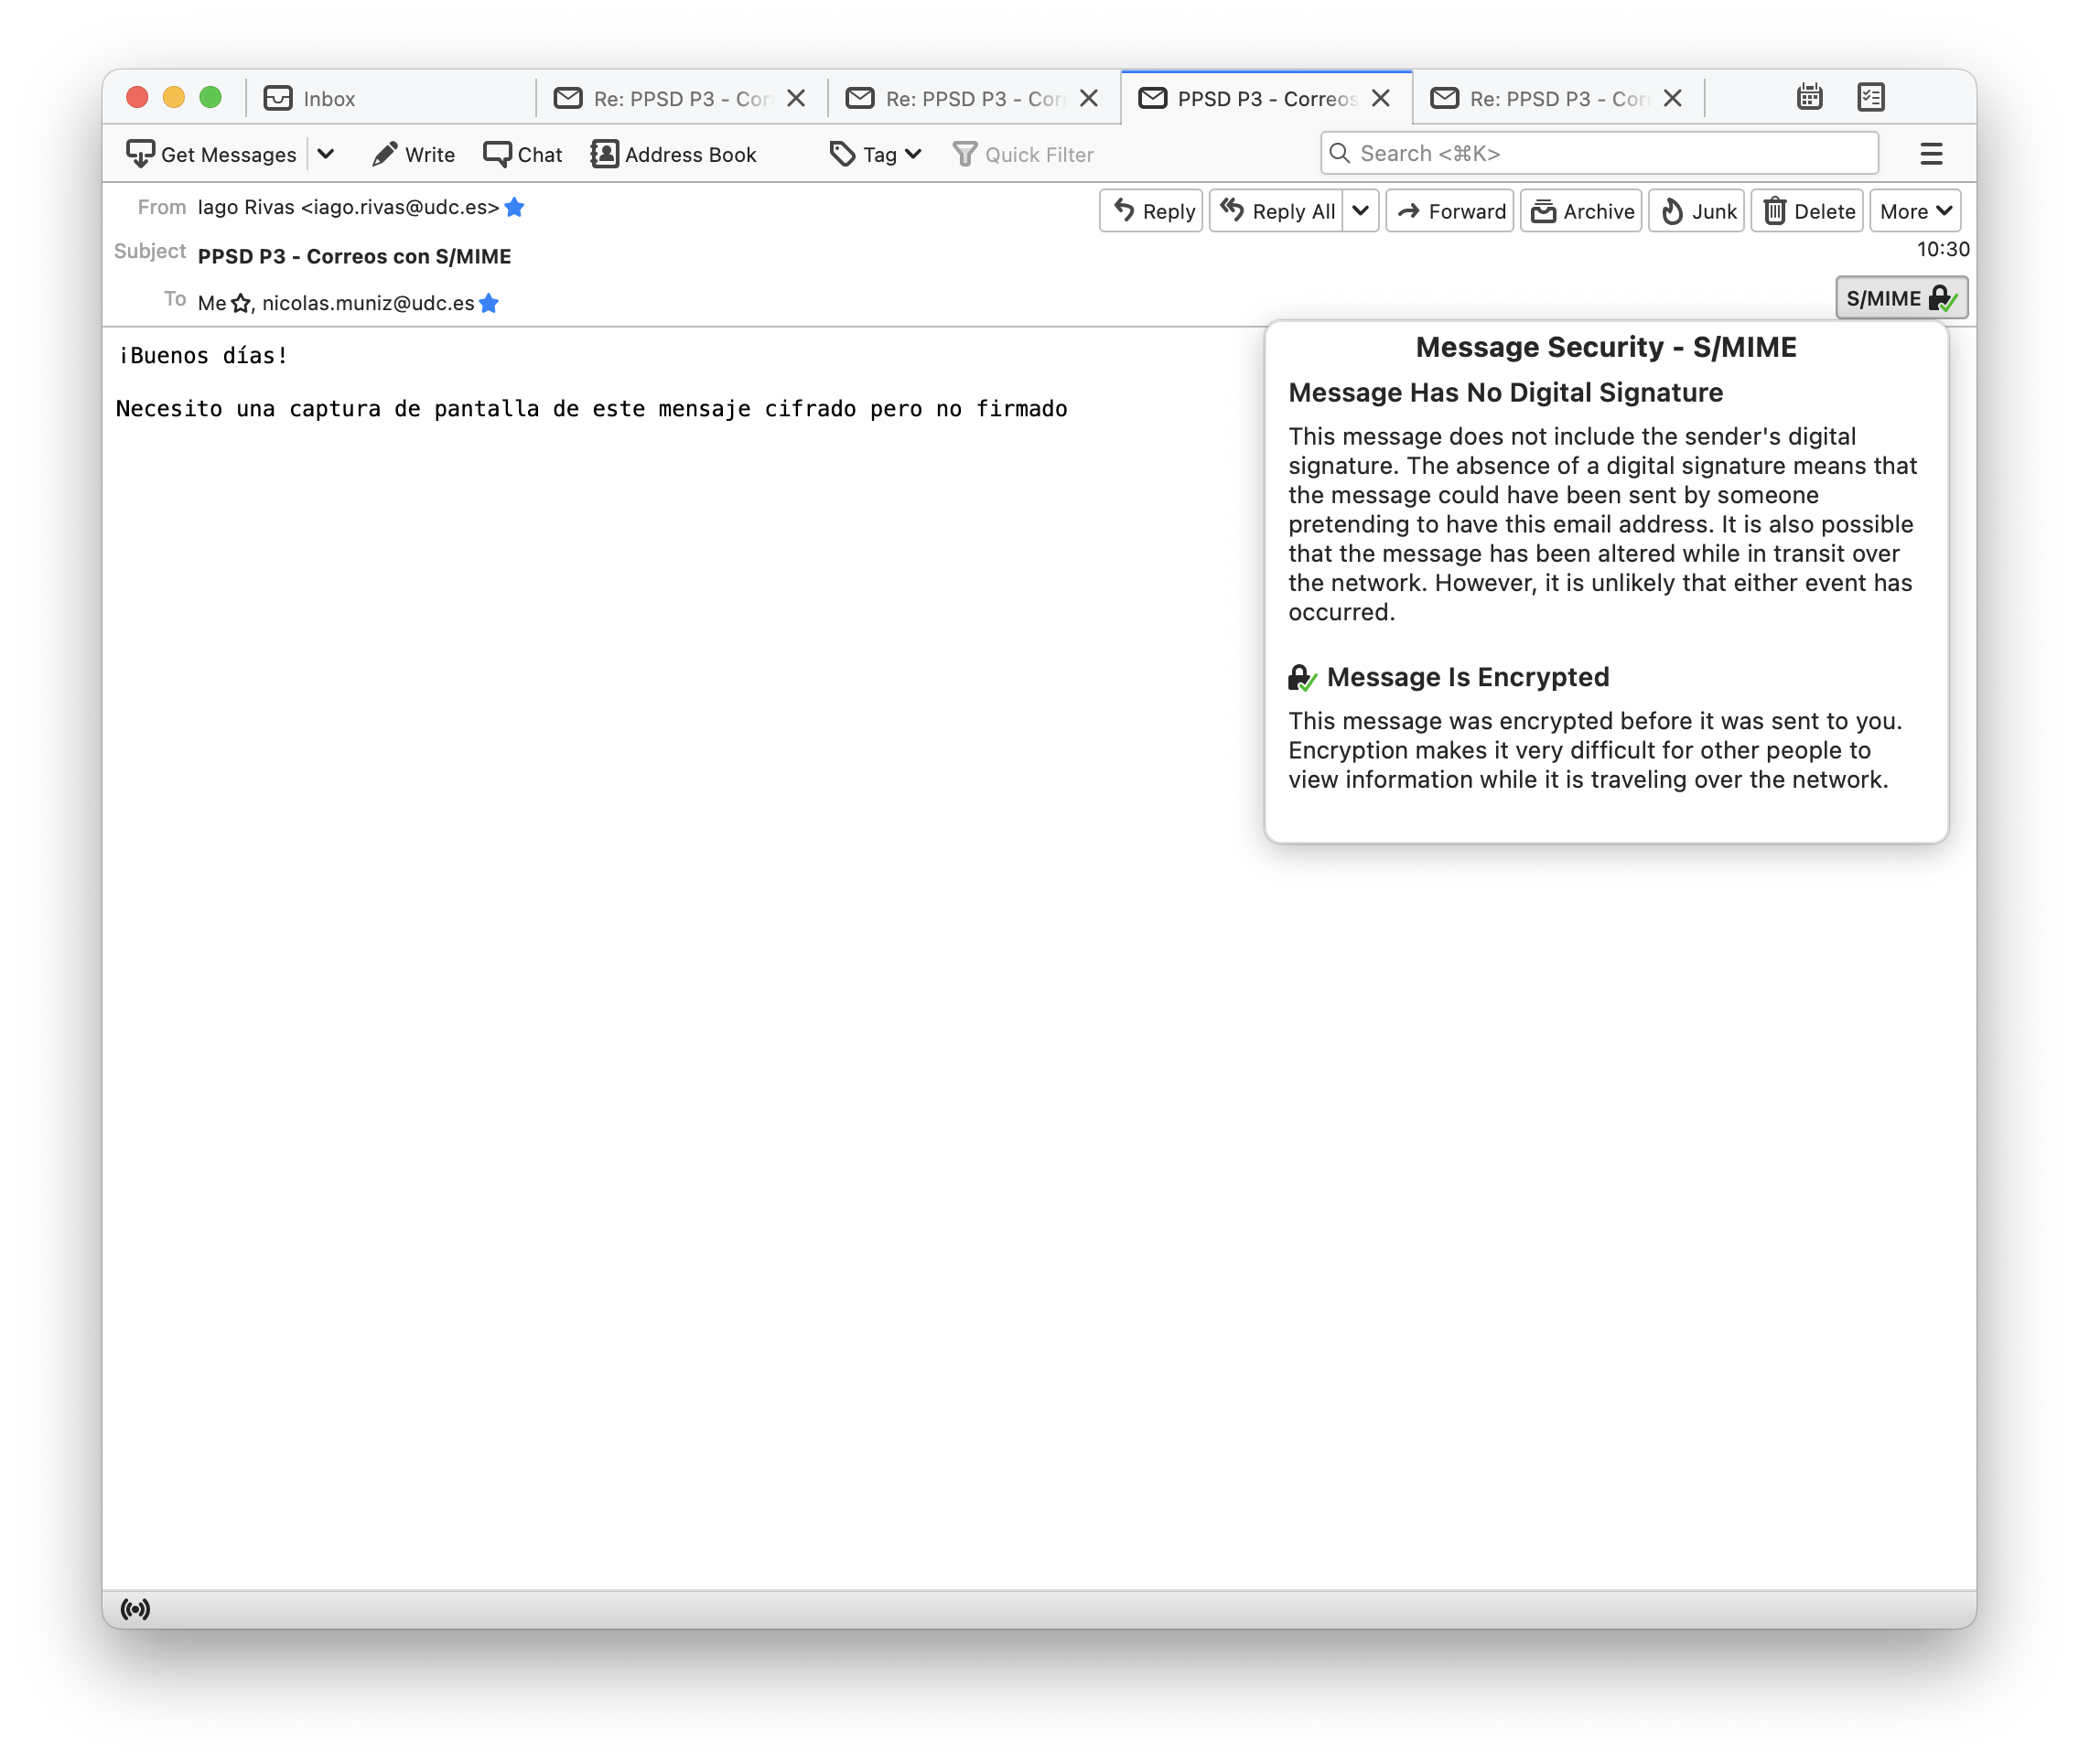 Inbox
Re: PPSD P3 - Cor
Re: PPSD P3 - Cor
PPSD P3 - Correos
Re: PPSD P3 - Cor
Get Messages
Write
Chat
Address Book
Tag
Quick Filter
Search <⌘K>
From Iago Rivas <iago.rivas@udc.es>
Reply
Reply All
Forward
Archive
Junk
Delete
More
Subject PPSD P3 - Correos con S/MIME
10:30
To Me, nicolas.muniz@udc.es
S/MIME
¡Buenos días!
Necesito una captura de pantalla de este mensaje cifrado pero no firmado
Message Security - S/MIME
Message Has No Digital Signature
This message does not include the sender's digital
signature. The absence of a digital signature means that
the message could have been sent by someone
pretending to have this email address. It is also possible
that the message has been altered while in transit over
the network. However, it is unlikely that either event has
occurred.
Message Is Encrypted
This message was encrypted before it was sent to you.
Encryption makes it very difficult for other people to
view information while it is traveling over the network.